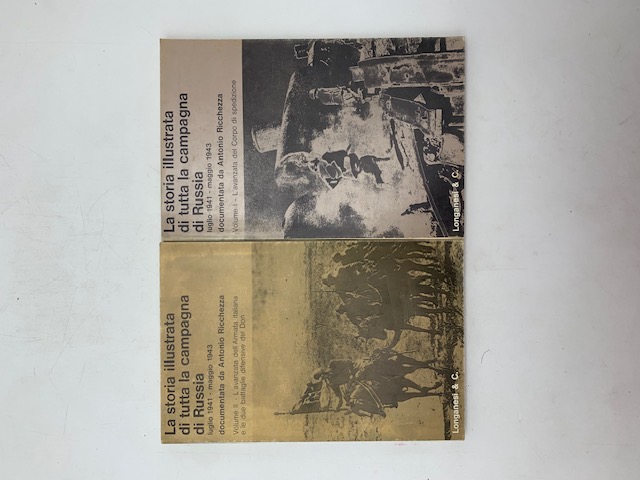 La storia illustrata
di tutta la campagna
di Russia
luglio 1941 - maggio 1943
documentata da Antonio Ricchezza
Volume I - L'avanzata del Corpo di spedizione
Longanesi & C.
La storia illustrata
di tutta la campagna
di Russia
luglio 1941 - maggio 1943
documentata da Antonio Ricchezza
Volume II - L'avanzata dell'Armata italiana
e le due battaglie difensive del Don
Longanesi & C.